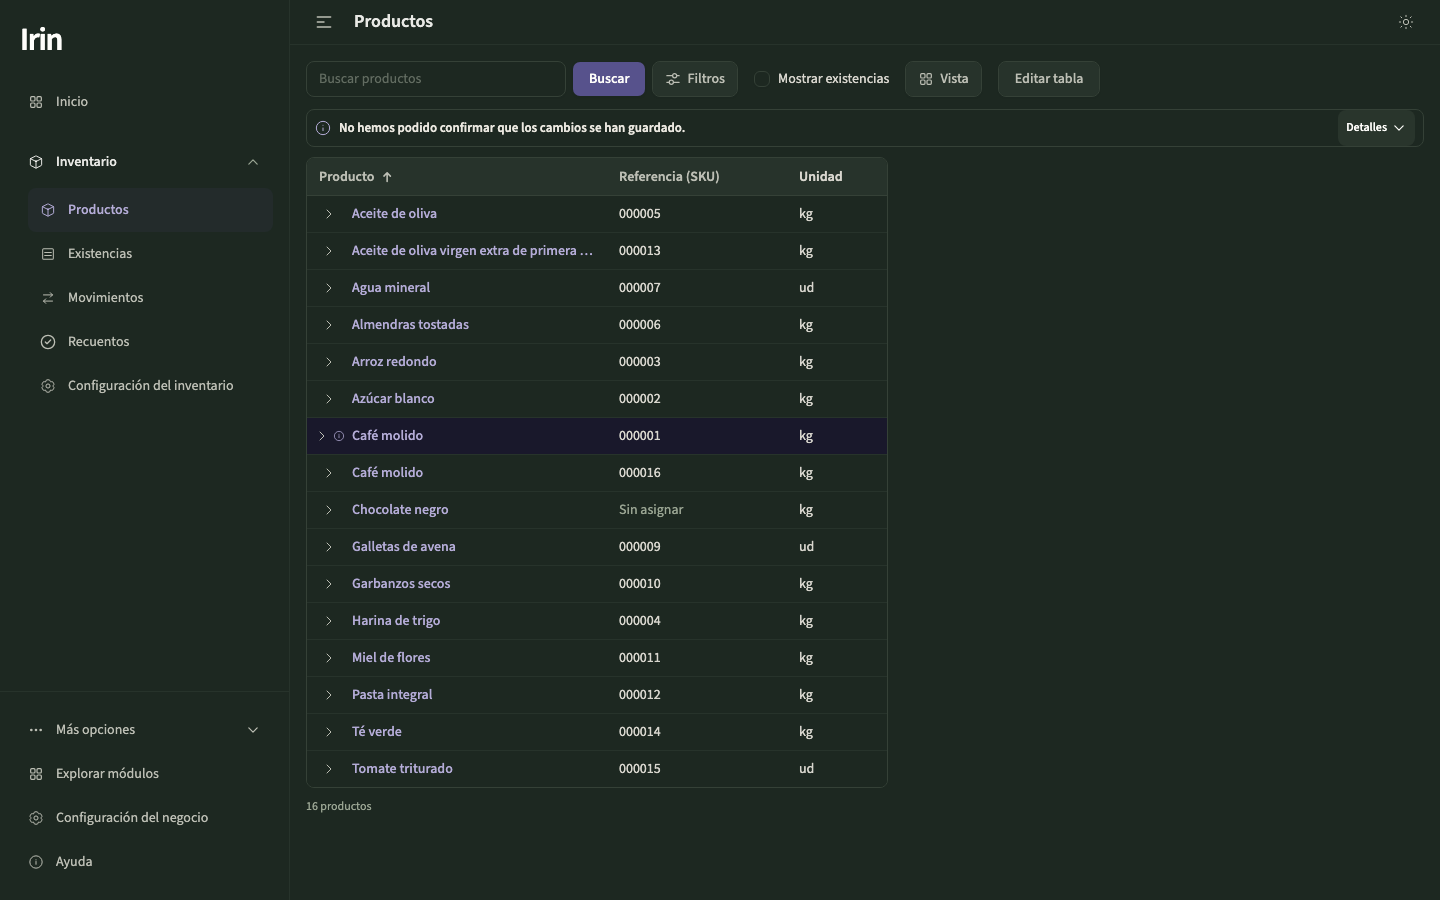 Irin
Productos
Inicio
Inventario
Productos
Existencias
Movimientos
Recuentos
Configuración del inventario
Más opciones
Explorar módulos
Configuración del negocio
Ayuda
Buscar productos
Buscar
Filtros
Mostrar existencias
Vista
Editar tabla
No hemos podido confirmar que los cambios se han guardado.
Detalles
Producto Referencia (SKU) Unidad
Aceite de oliva 000005 kg
Aceite de oliva virgen extra de primera ... 000013 kg
Agua mineral 000007 ud
Almendras tostadas 000006 kg
Arroz redondo 000003 kg
Azúcar blanco 000002 kg
Café molido 000001 kg
Café molido 000016 kg
Chocolate negro Sin asignar kg
Galletas de avena 000009 ud
Garbanzos secos 000010 kg
Harina de trigo 000004 kg
Miel de flores 000011 kg
Pasta integral 000012 kg
Té verde 000014 kg
Tomate triturado 000015 ud
16 productos